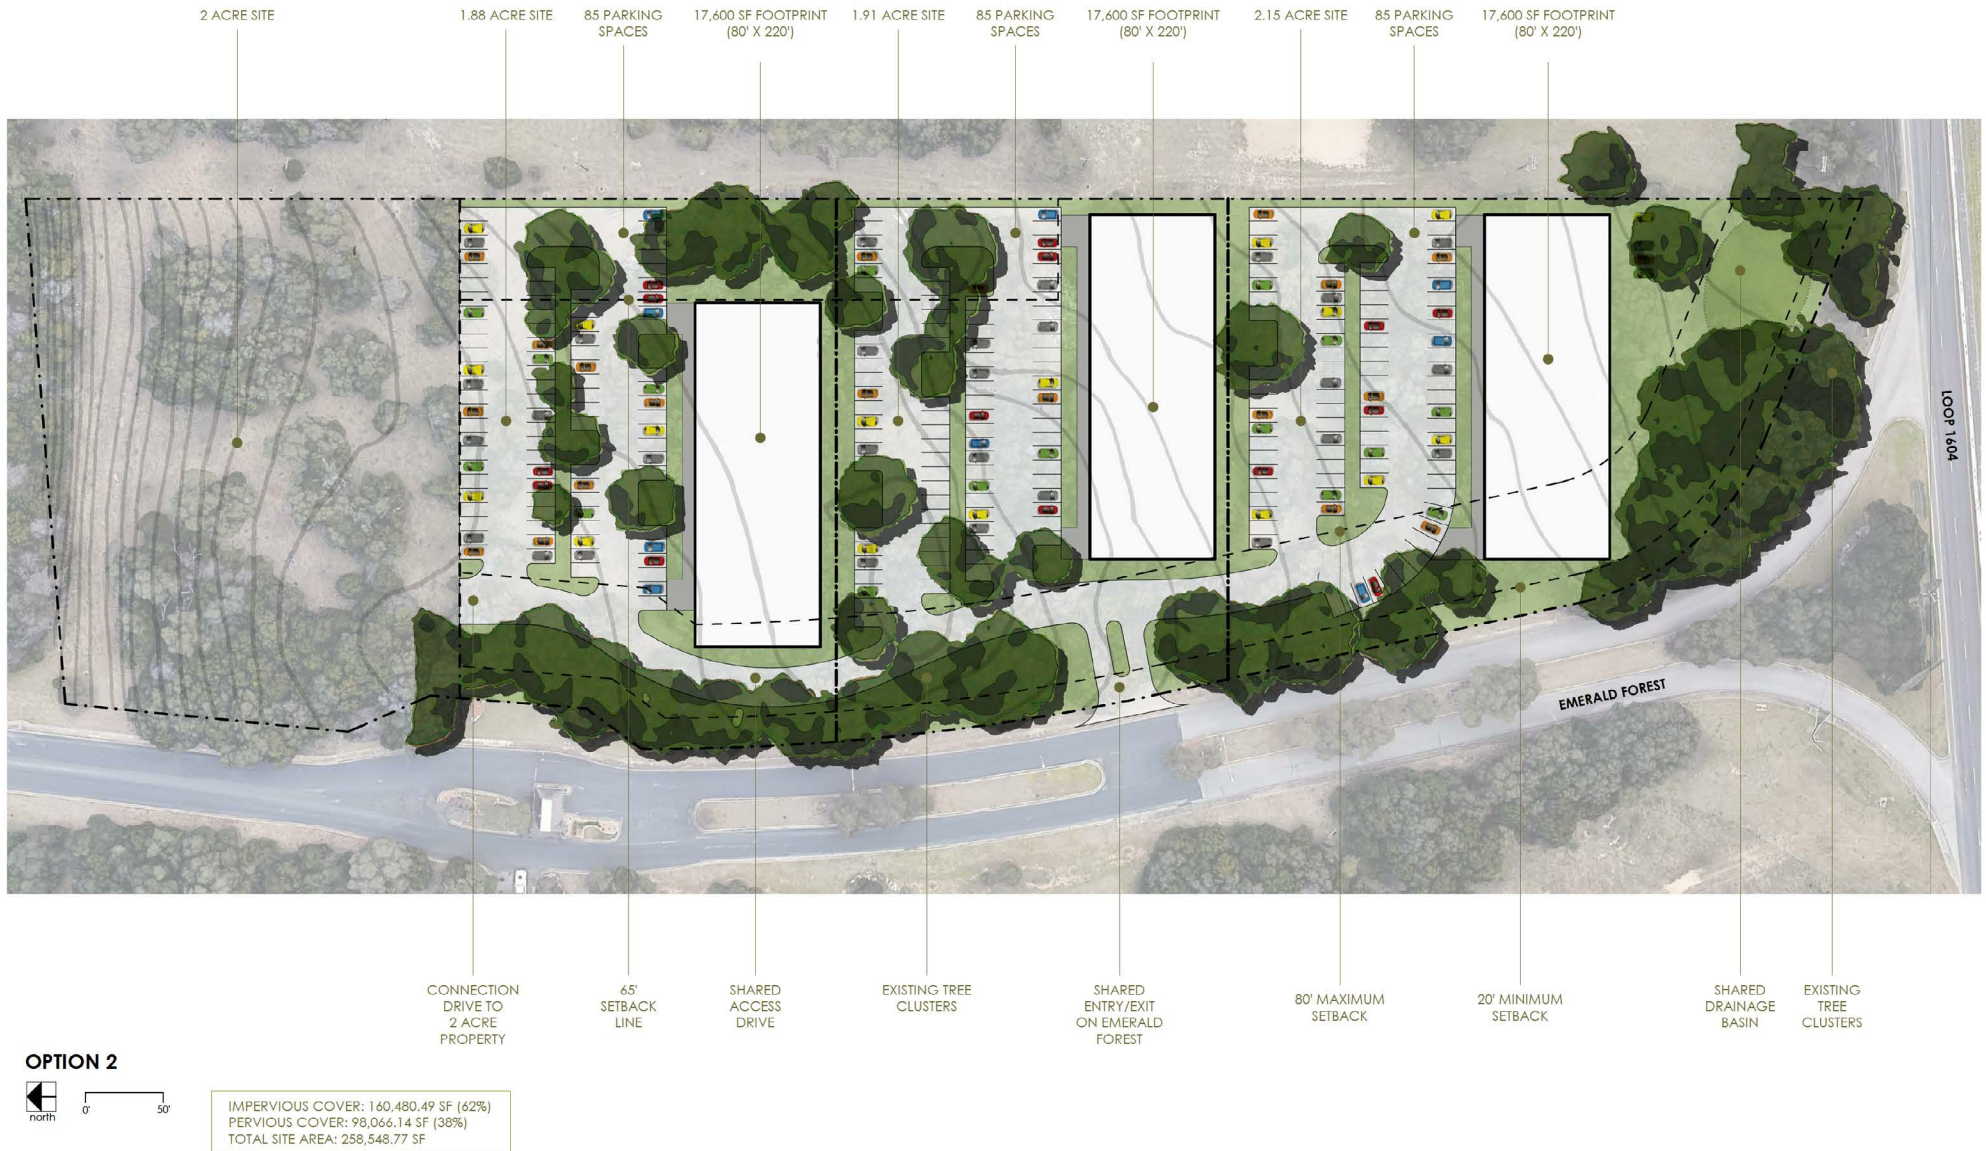 2 ACRE SITE
1.88 ACRE SITE
85 PARKING
SPACES
17,600 SF FOOTPRINT
(80' X 220')
1.91 ACRE SITE
85 PARKING
SPACES
17,600 SF FOOTPRINT
(80' X 220')
2.15 ACRE SITE
85 PARKING
SPACES
17,600 SF FOOTPRINT
(80' X 220')
LOOP 1604
EMERALD FOREST
CONNECTION
DRIVE TO
2 ACRE
PROPERTY
65'
SETBACK
LINE
SHARED
ACCESS
DRIVE
EXISTING TREE
CLUSTERS
SHARED
ENTRY/EXIT
ON EMERALD
FOREST
80' MAXIMUM
SETBACK
20' MINIMUM
SETBACK
SHARED
DRAINAGE
BASIN
EXISTING
TREE
CLUSTERS
OPTION 2
north
0'
50'
IMPERVIOUS COVER: 160,480.49 SF (62%)
PERVIOUS COVER: 98,066.14 SF (38%)
TOTAL SITE AREA: 258,548.77 SF